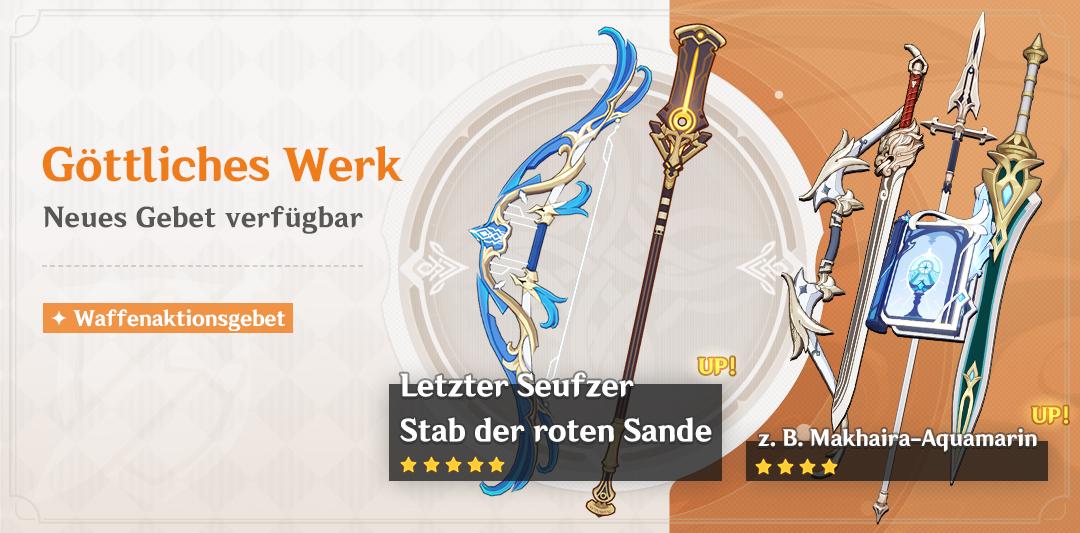 Göttliches Werk
Neues Gebet verfügbar
✦ Waffenaktionsgebet
UP!
Letzter Seufzer
Stab der roten Sande
★★★★★
UP!
z. B. Makhaira-Aquamarin
★★★★